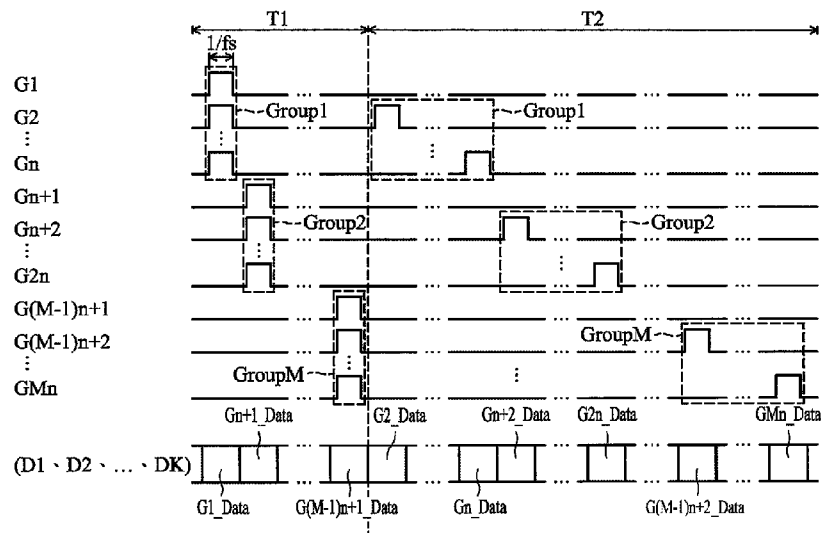 T1 T2
1/fs
G1
G2 Group1 Group1
⋮ ⋮ ⋮
Gn
Gn+1
Gn+2 Group2 Group2
⋮ ⋮ ⋮
G2n
G(M-1)n+1
G(M-1)n+2 GroupM
⋮ ⋮
GroupM ⋮
GMn
Gn+1_Data G2_Data Gn+2_Data G2n_Data GMn_Data
(D1、D2、…、DK)
G1_Data G(M-1)n+1_Data Gn_Data G(M-1)n+2_Data